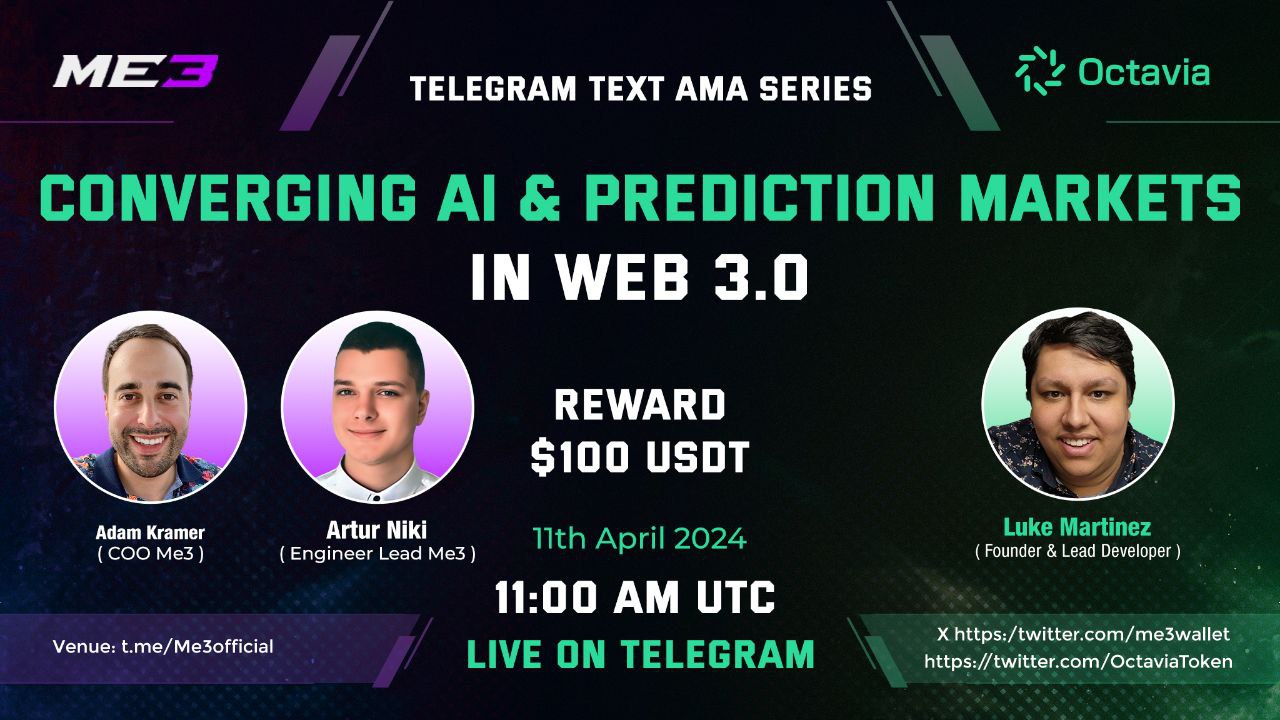 ME3
TELEGRAM TEXT AMA SERIES
Octavia
CONVERGING AI & PREDICTION MARKETS
IN WEB 3.0
REWARD
$100 USDT
Adam Kramer
( COO Me3 )
Artur Niki
( Engineer Lead Me3 )
11th April 2024
Luke Martinez
( Founder & Lead Developer )
11:00 AM UTC
LIVE ON TELEGRAM
Venue: t.me/Me3official
X https:/twitter.com/me3wallet
https://twitter.com/OctaviaToken